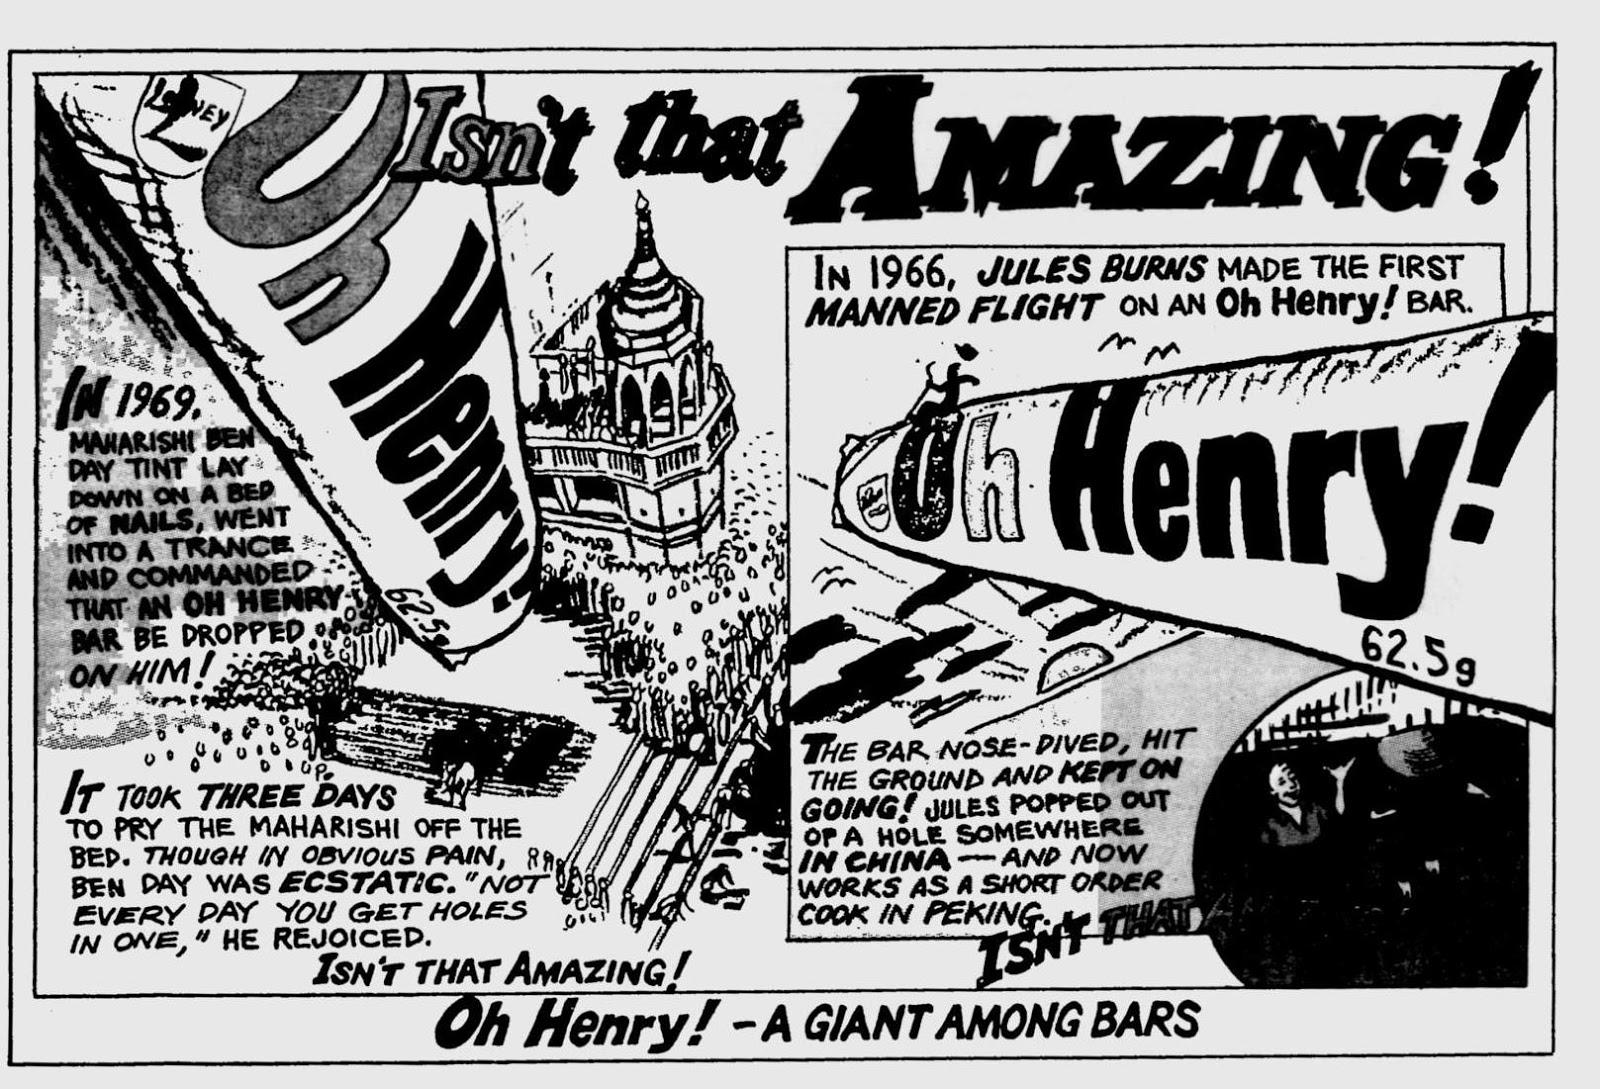 Isn't that AMAZING!
LOWNEY
Oh
Henry!
62.5g
IN 1969,
MAHARISHI BEN
DAY TINT LAY
DOWN ON A BED
OF NAILS, WENT
INTO A TRANCE
AND COMMANDED
THAT AN OH HENRY
BAR BE DROPPED
ON HIM!
IT TOOK THREE DAYS
TO PRY THE MAHARISHI OFF THE
BED. THOUGH IN OBVIOUS PAIN,
BEN DAY WAS ECSTATIC. "NOT
EVERY DAY YOU GET HOLES
IN ONE," HE REJOICED.
ISN'T THAT AMAZING!
IN 1966, JULES BURNS MADE THE FIRST
MANNED FLIGHT ON AN Oh Henry! BAR.
Oh Henry!
62.5g
THE BAR NOSE-DIVED, HIT
THE GROUND AND KEPT ON
GOING! JULES POPPED OUT
OF A HOLE SOMEWHERE
IN CHINA — AND NOW
WORKS AS A SHORT ORDER
COOK IN PEKING.
ISN'T THAT
Oh Henry! - A GIANT AMONG BARS